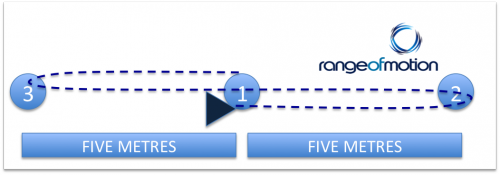 rangeofmotion
3 1 2
FIVE METRES FIVE METRES